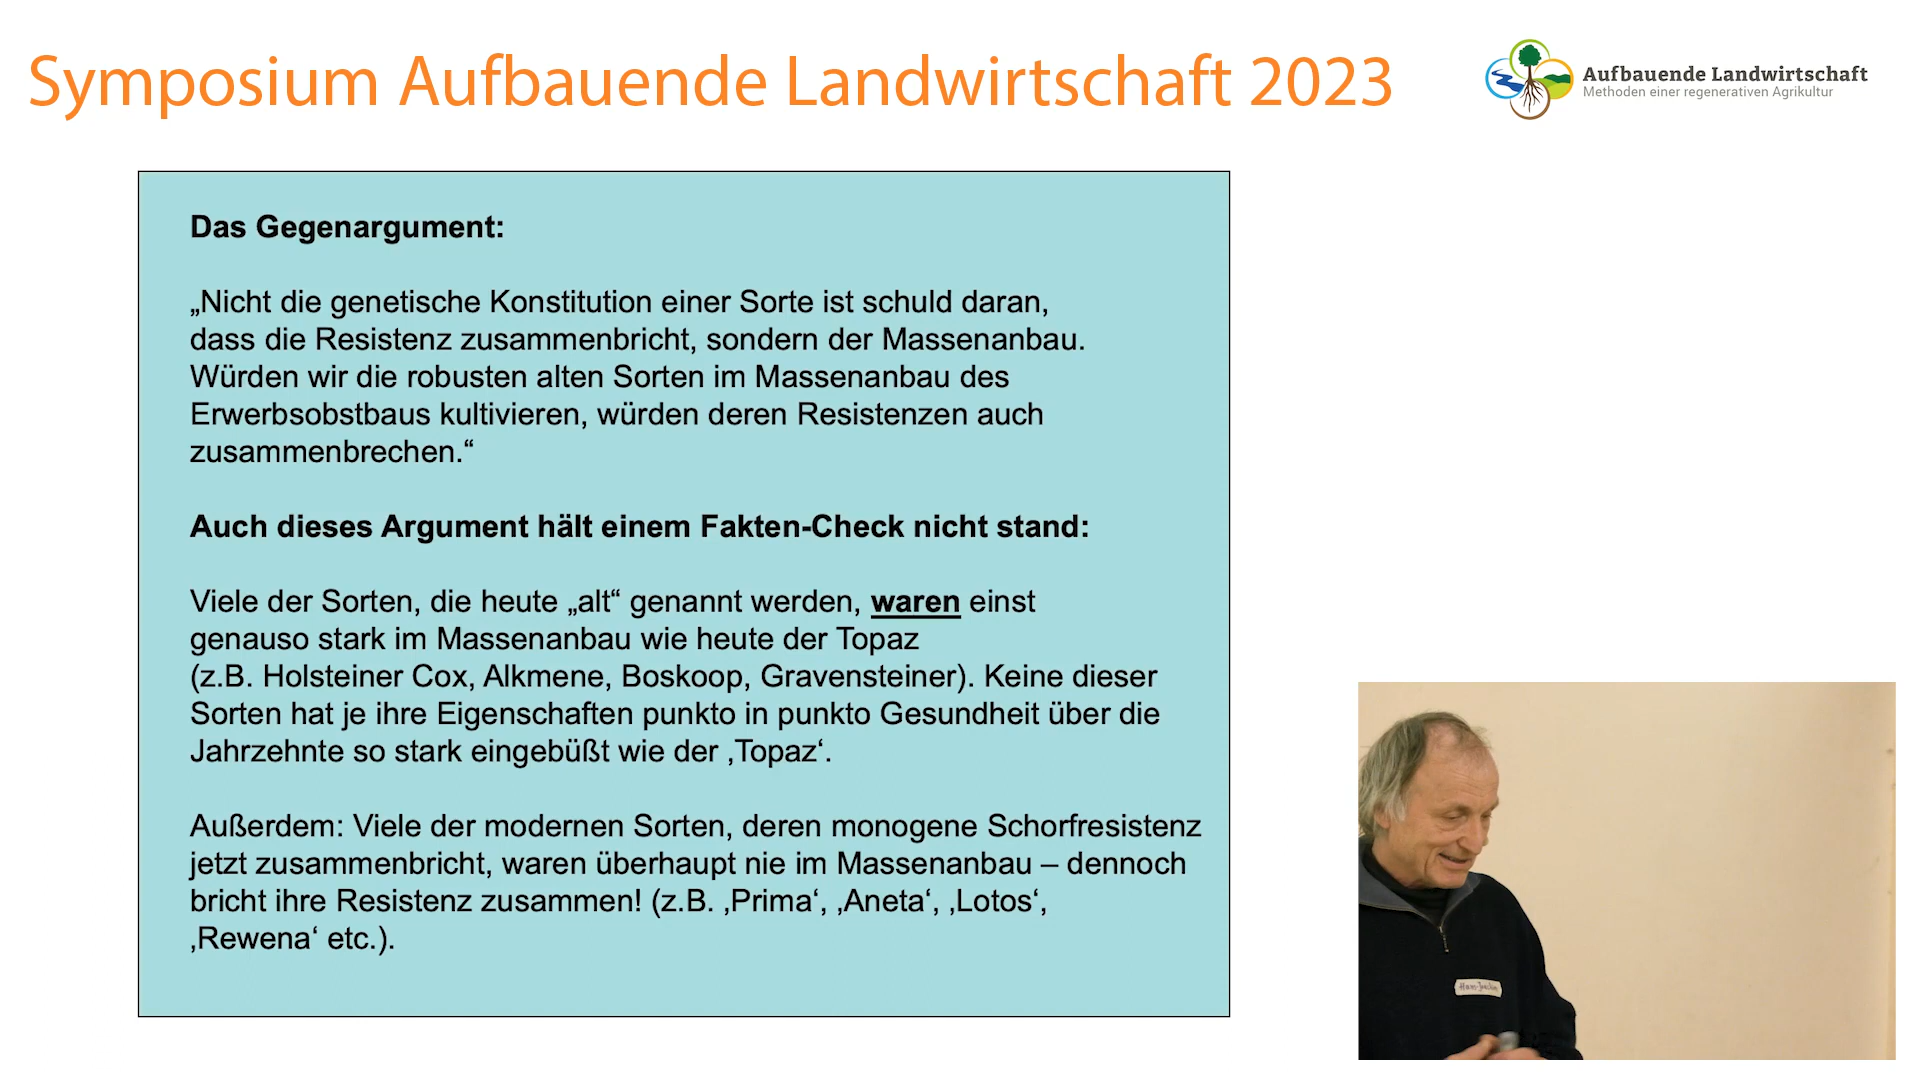 Symposium Aufbauende Landwirtschaft 2023
Aufbauende Landwirtschaft
Methoden einer regenerativen Agrikultur
Das Gegenargument:
„Nicht die genetische Konstitution einer Sorte ist schuld daran,
dass die Resistenz zusammenbricht, sondern der Massenanbau.
Würden wir die robusten alten Sorten im Massenanbau des
Erwerbsobstbaus kultivieren, würden deren Resistenzen auch
zusammenbrechen.“
Auch dieses Argument hält einem Fakten-Check nicht stand:
Viele der Sorten, die heute „alt“ genannt werden, waren einst
genauso stark im Massenanbau wie heute der Topaz
(z.B. Holsteiner Cox, Alkmene, Boskoop, Gravensteiner). Keine dieser
Sorten hat je ihre Eigenschaften punkto in punkto Gesundheit über die
Jahrzehnte so stark eingebüßt wie der ‚Topaz‘.
Außerdem: Viele der modernen Sorten, deren monogene Schorfresistenz
jetzt zusammenbricht, waren überhaupt nie im Massenanbau – dennoch
bricht ihre Resistenz zusammen! (z.B. ‚Prima‘, ‚Aneta‘, ‚Lotos‘,
‚Rewena‘ etc.).
Hans-Joachim